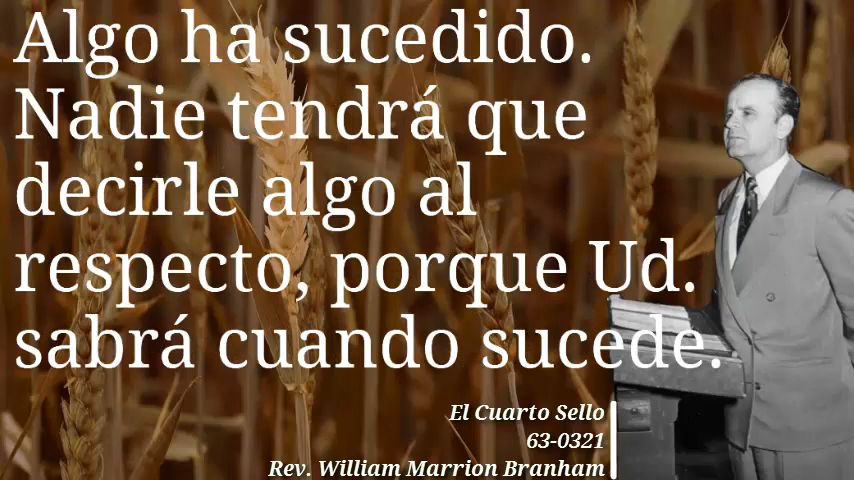 Algo ha sucedido.
Nadie tendrá que
decirle algo al
respecto, porque Ud.
sabrá cuando sucede.
El Cuarto Sello
63-0321
Rev. William Marrion Branham